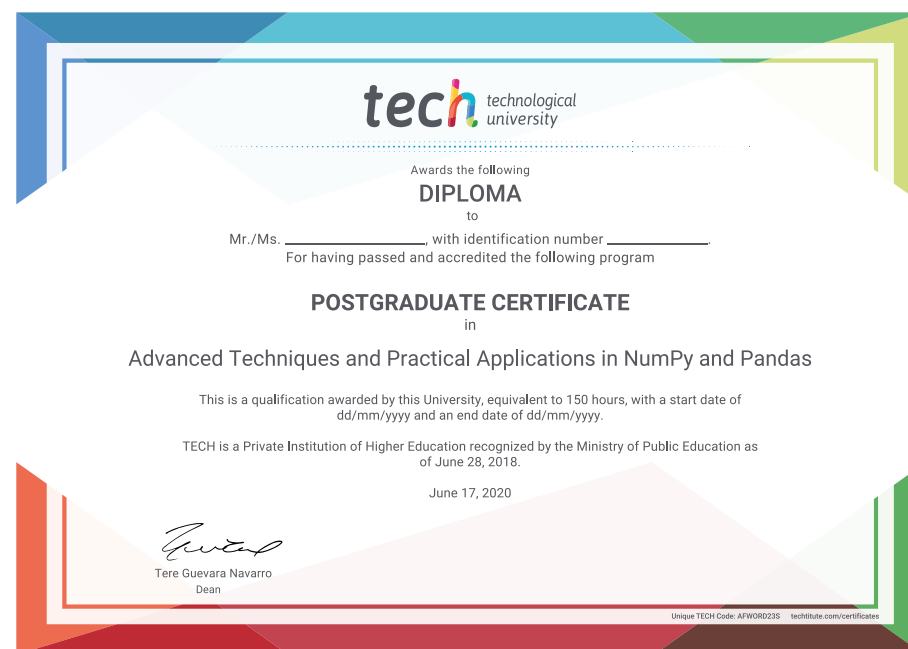 tech technological
university
Awards the following
DIPLOMA
to
Mr./Ms. ____________________, with identification number ______________.
For having passed and accredited the following program
POSTGRADUATE CERTIFICATE
in
Advanced Techniques and Practical Applications in NumPy and Pandas
This is a qualification awarded by this University, equivalent to 150 hours, with a start date of
dd/mm/yyyy and an end date of dd/mm/yyyy.
TECH is a Private Institution of Higher Education recognized by the Ministry of Public Education as
of June 28, 2018.
June 17, 2020
Tere Guevara Navarro
Dean
Unique TECH Code: AFWORD23S techtitute.com/certificates